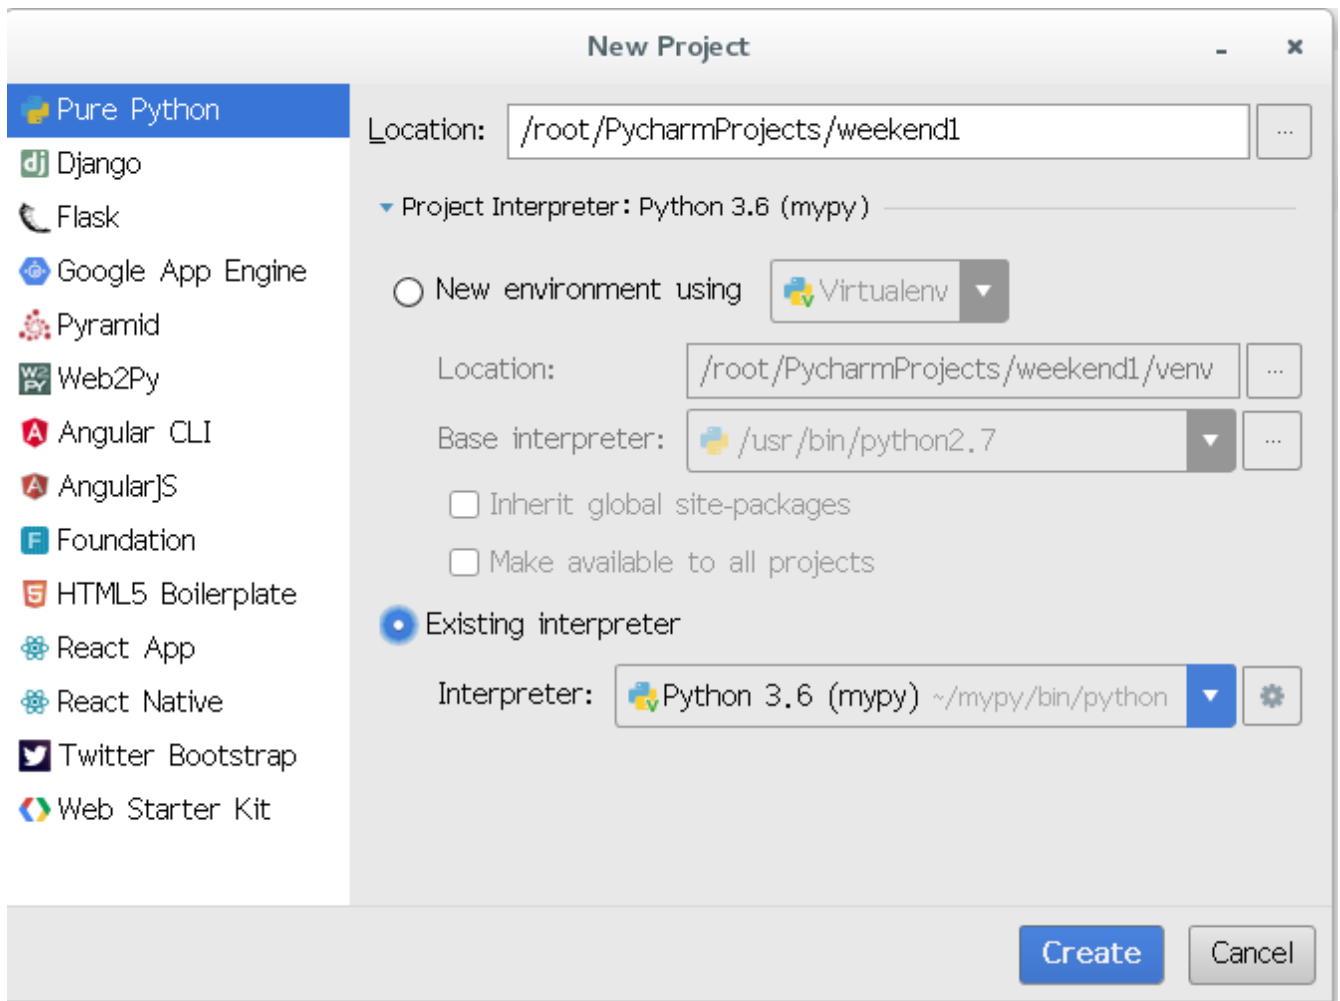 New Project
Pure Python
Django
Flask
Google App Engine
Pyramid
Web2Py
Angular CLI
AngularJS
Foundation
HTML5 Boilerplate
React App
React Native
Twitter Bootstrap
Web Starter Kit
Location: /root/PycharmProjects/weekend1 ...
Project Interpreter: Python 3.6 (mypy)
New environment using Virtualenv
Location: /root/PycharmProjects/weekend1/venv ...
Base interpreter: /usr/bin/python2.7 ...
Inherit global site-packages
Make available to all projects
Existing interpreter
Interpreter: Python 3.6 (mypy) ~/mypy/bin/python
Create Cancel